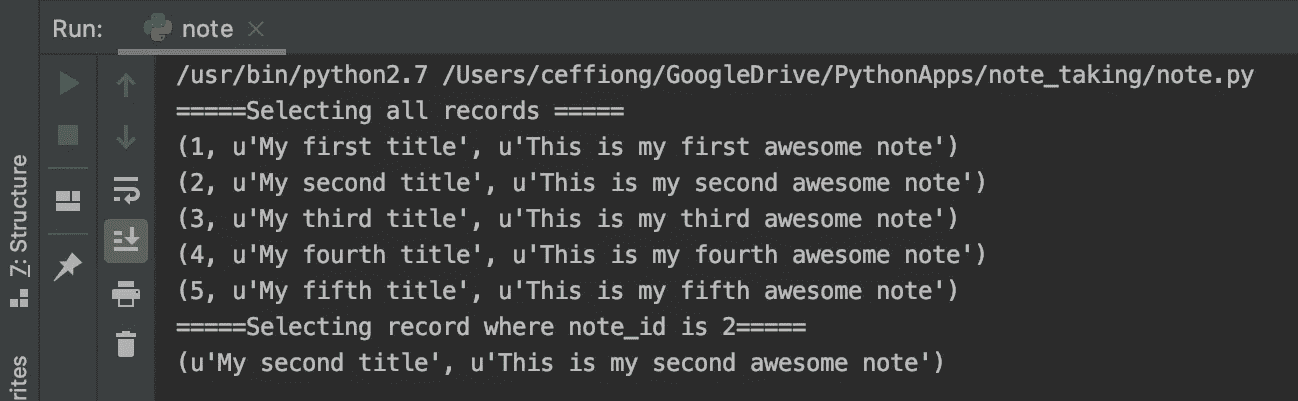 Run: note
/usr/bin/python2.7 /Users/ceffiong/GoogleDrive/PythonApps/note_taking/note.py
=====Selecting all records =====
(1, u'My first title', u'This is my first awesome note')
(2, u'My second title', u'This is my second awesome note')
(3, u'My third title', u'This is my third awesome note')
(4, u'My fourth title', u'This is my fourth awesome note')
(5, u'My fifth title', u'This is my fifth awesome note')
=====Selecting record where note_id is 2=====
(u'My second title', u'This is my second awesome note')
7: Structure
rites